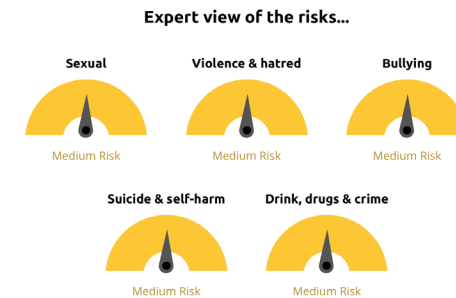 Expert view of the risks...
Sexual
Violence & hatred
Bullying
Medium Risk
Medium Risk
Medium Risk
Suicide & self-harm
Drink, drugs & crime
Medium Risk
Medium Risk